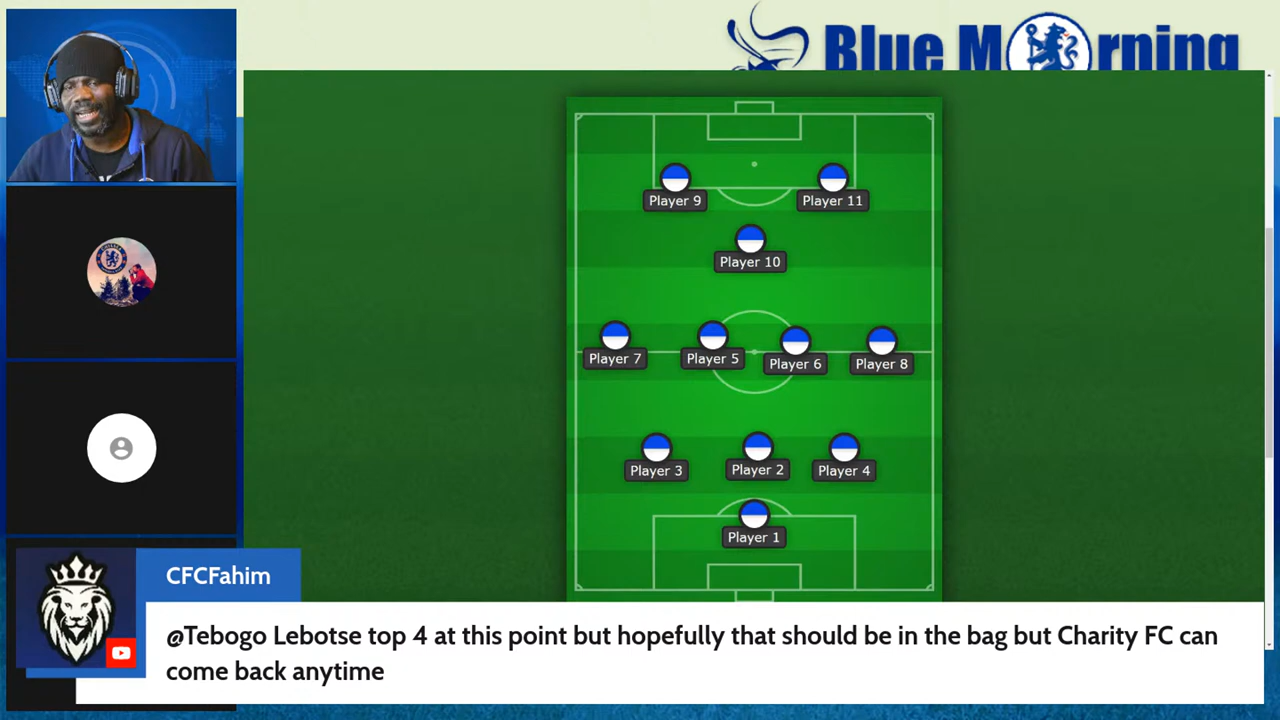 Blue M rning
Player 9
Player 11
Player 10
Player 7
Player 5
Player 6
Player 8
Player 3
Player 2
Player 4
Player 1
CFCFahim
@Tebogo Lebotse top 4 at this point but hopefully that should be in the bag but Charity FC can
come back anytime